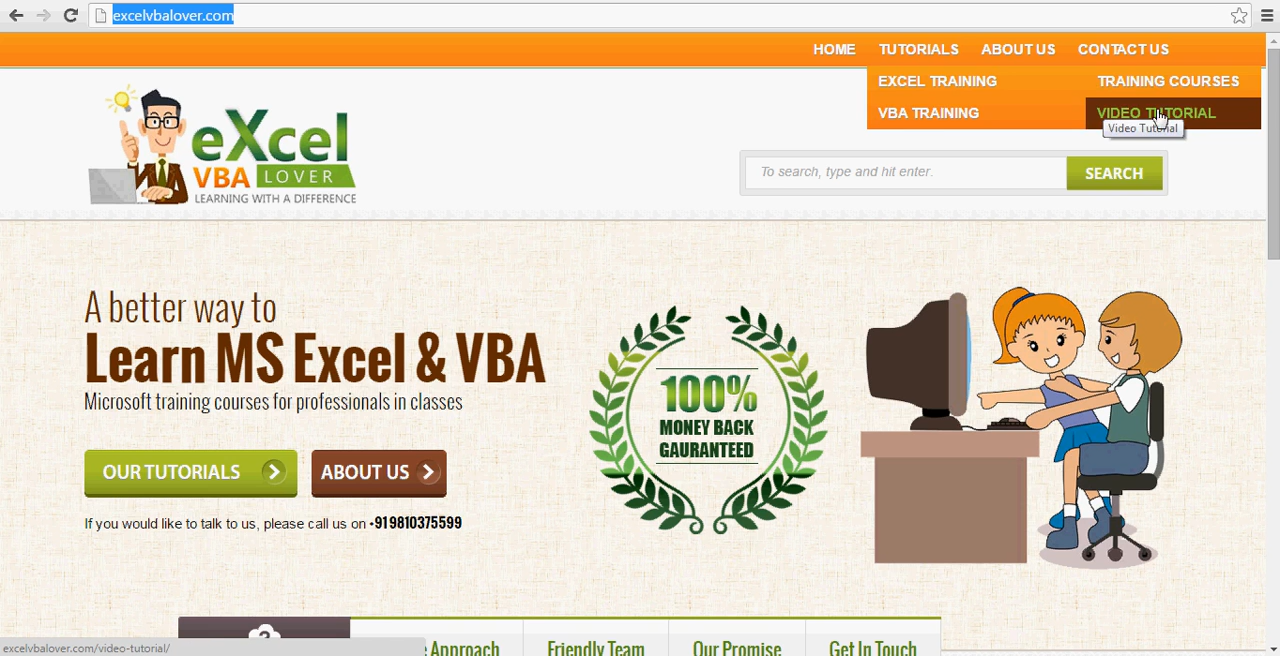 excelvbalover.com
HOME TUTORIALS ABOUT US CONTACT US
EXCEL TRAINING TRAINING COURSES
VBA TRAINING VIDEO TUTORIAL
Video Tutorial
eXcel
VBA LOVER
LEARNING WITH A DIFFERENCE
To search, type and hit enter. SEARCH
A better way to
Learn MS Excel & VBA
Microsoft training courses for professionals in classes
100%
MONEY BACK
GAURANTEED
OUR TUTORIALS ABOUT US
If you would like to talk to us, please call us on +919810375599
Approach Friendly Team Our Promise Get In Touch
excelvbalover.com/video-tutorial/